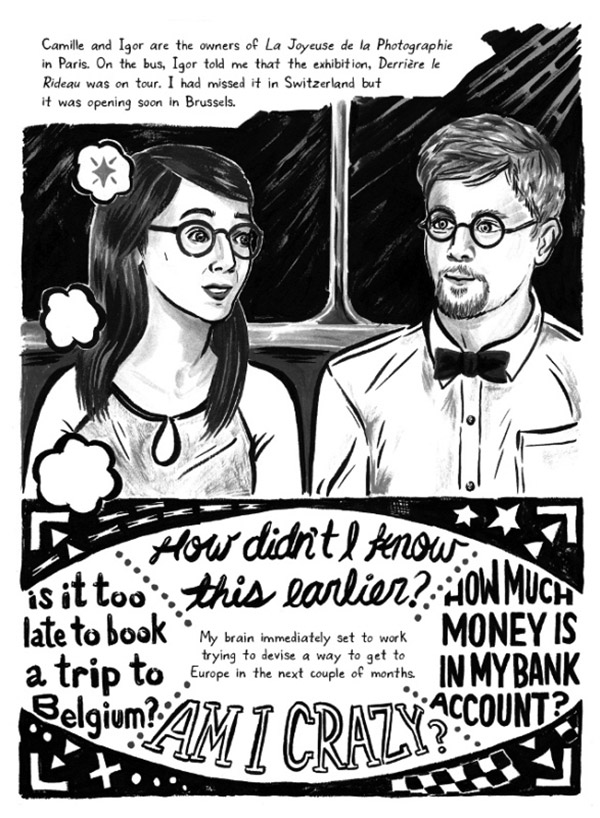 Camille and Igor are the owners of La Joyeuse de la Photographie
in Paris. On the bus, Igor told me that the exhibition, Derrière le
Rideau was on tour. I had missed it in Switzerland but
it was opening soon in Brussels.
How didn't I know
this earlier?
is it too
late to book
a trip to
Belgium?
My brain immediately set to work
trying to devise a way to get to
Europe in the next couple of months.
HOW MUCH
MONEY IS
IN MY BANK
ACCOUNT?
AM I CRAZY?